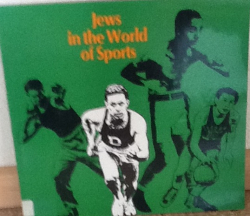 Jews
in the World
of Sports